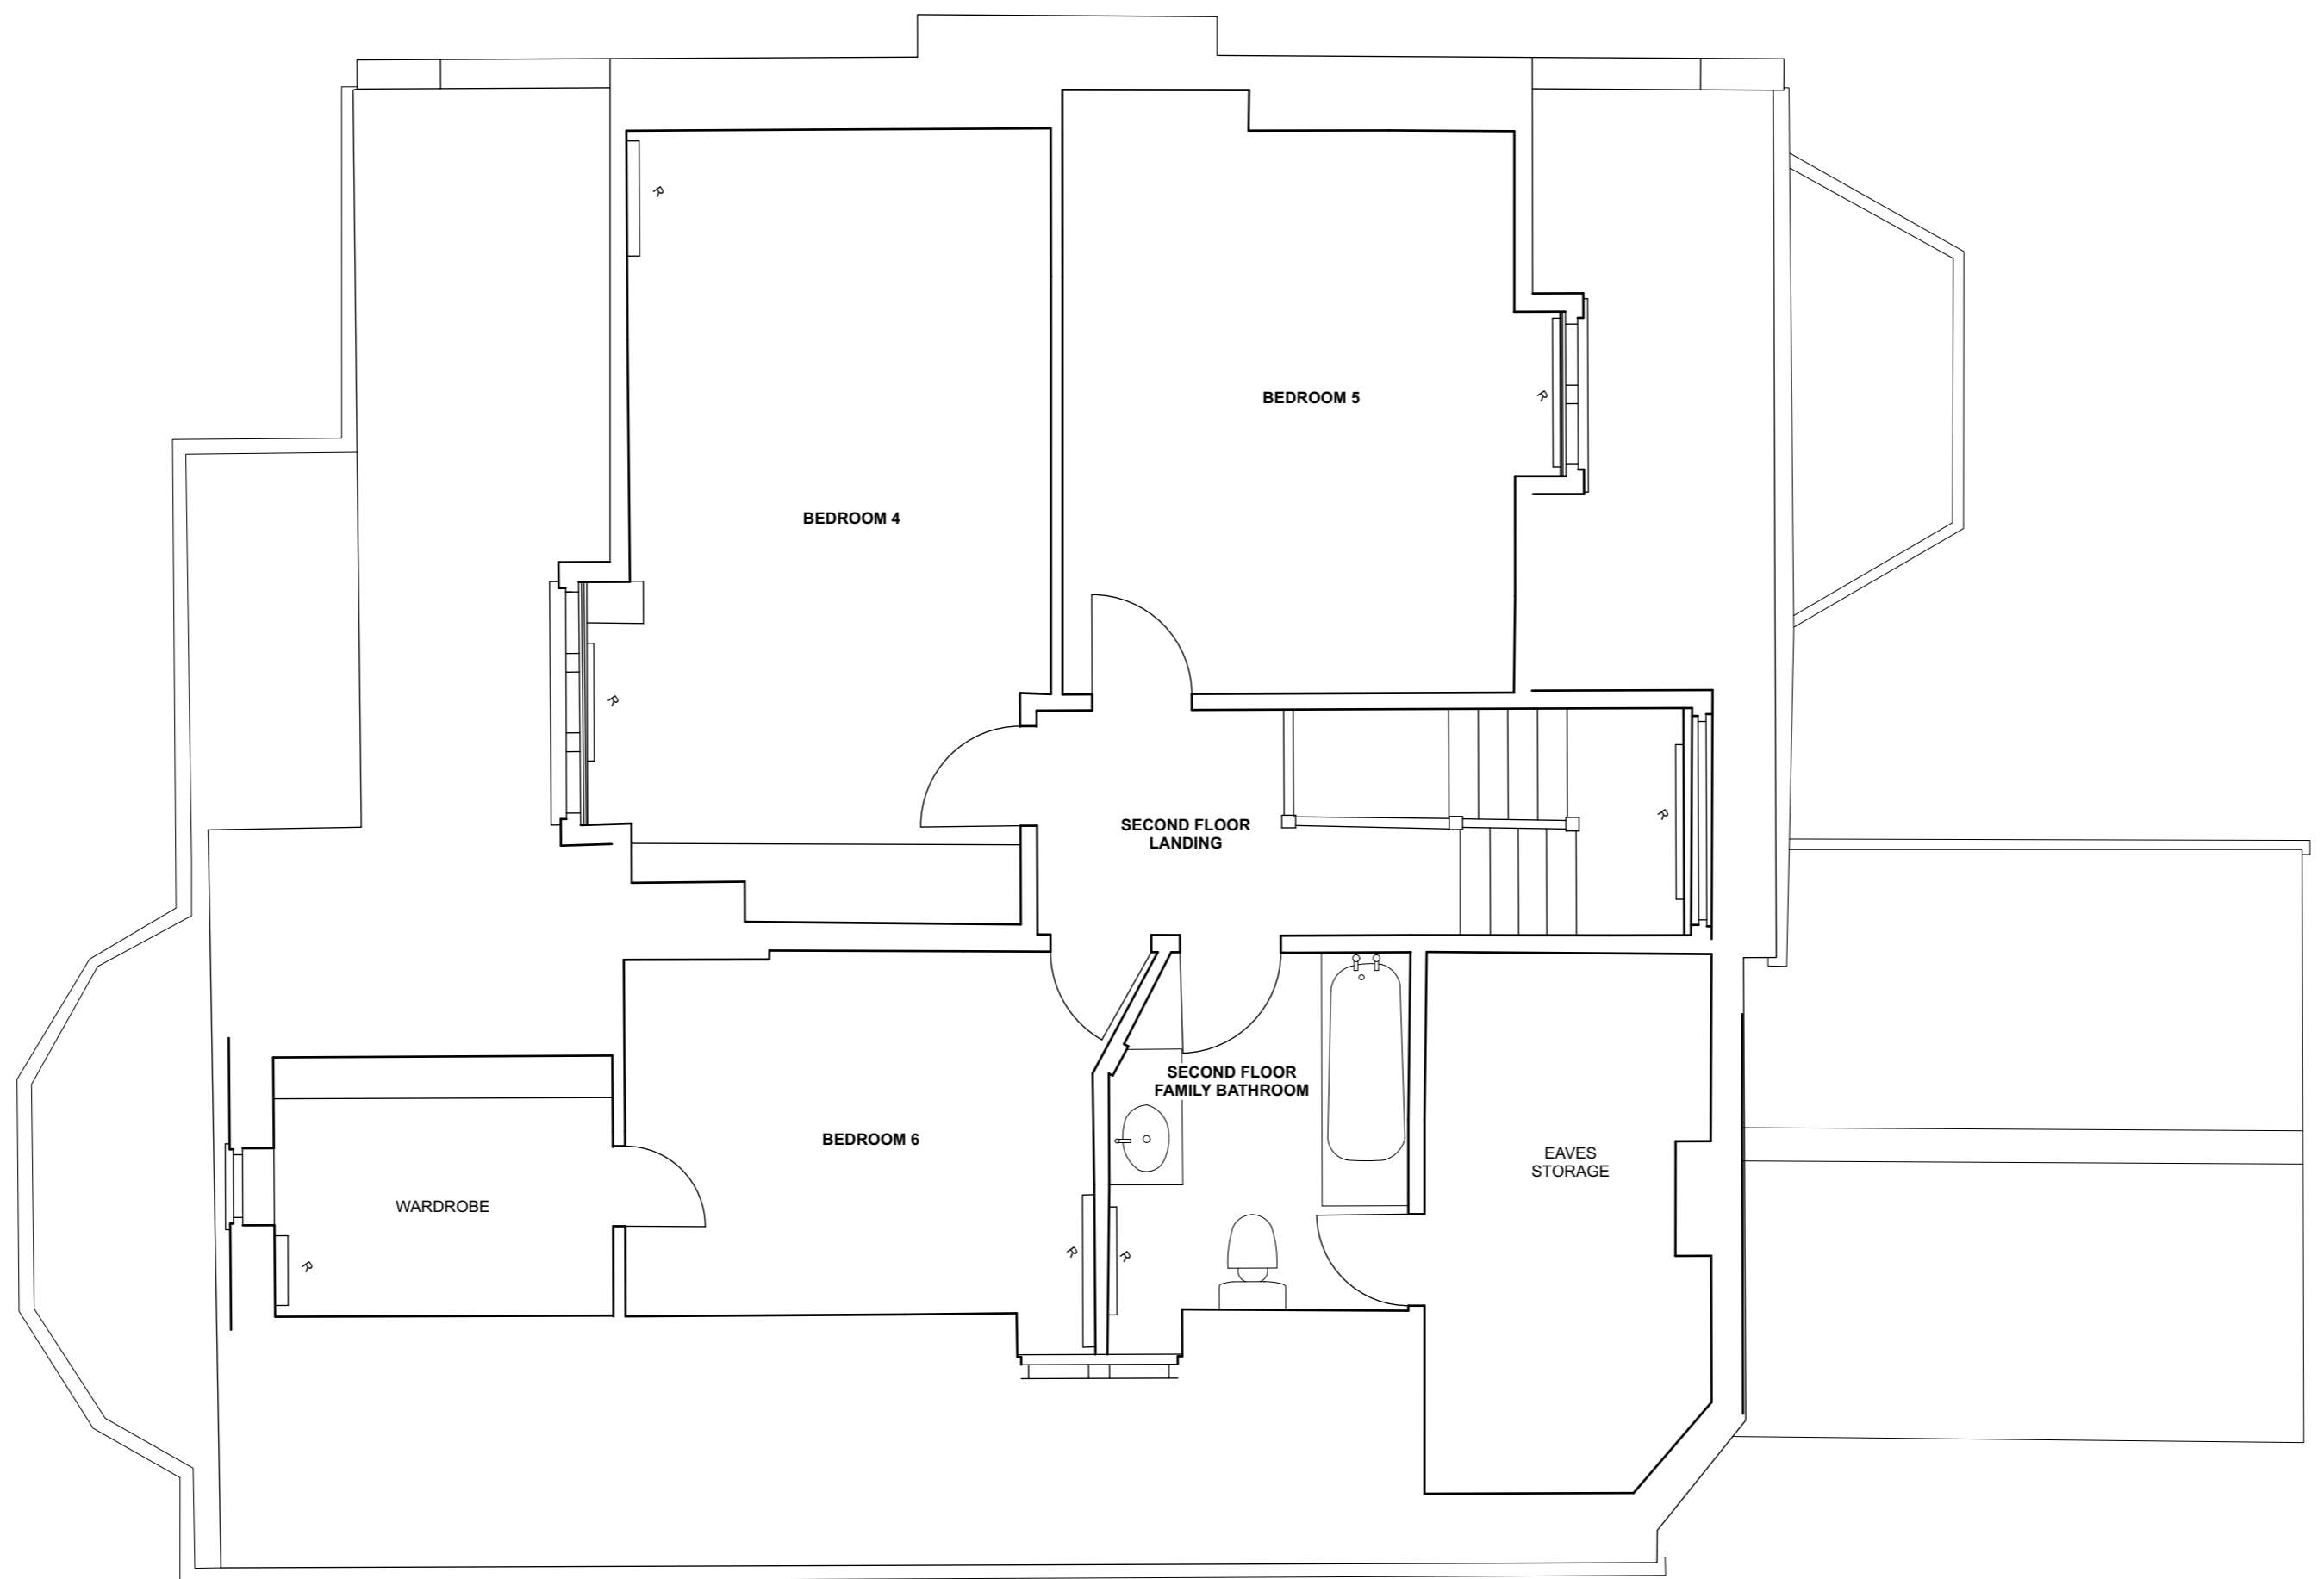 R
BEDROOM 5
R
BEDROOM 4
R
SECOND FLOOR
LANDING
R
SECOND FLOOR
FAMILY BATHROOM
BEDROOM 6
EAVES
STORAGE
WARDROBE
R
R
R